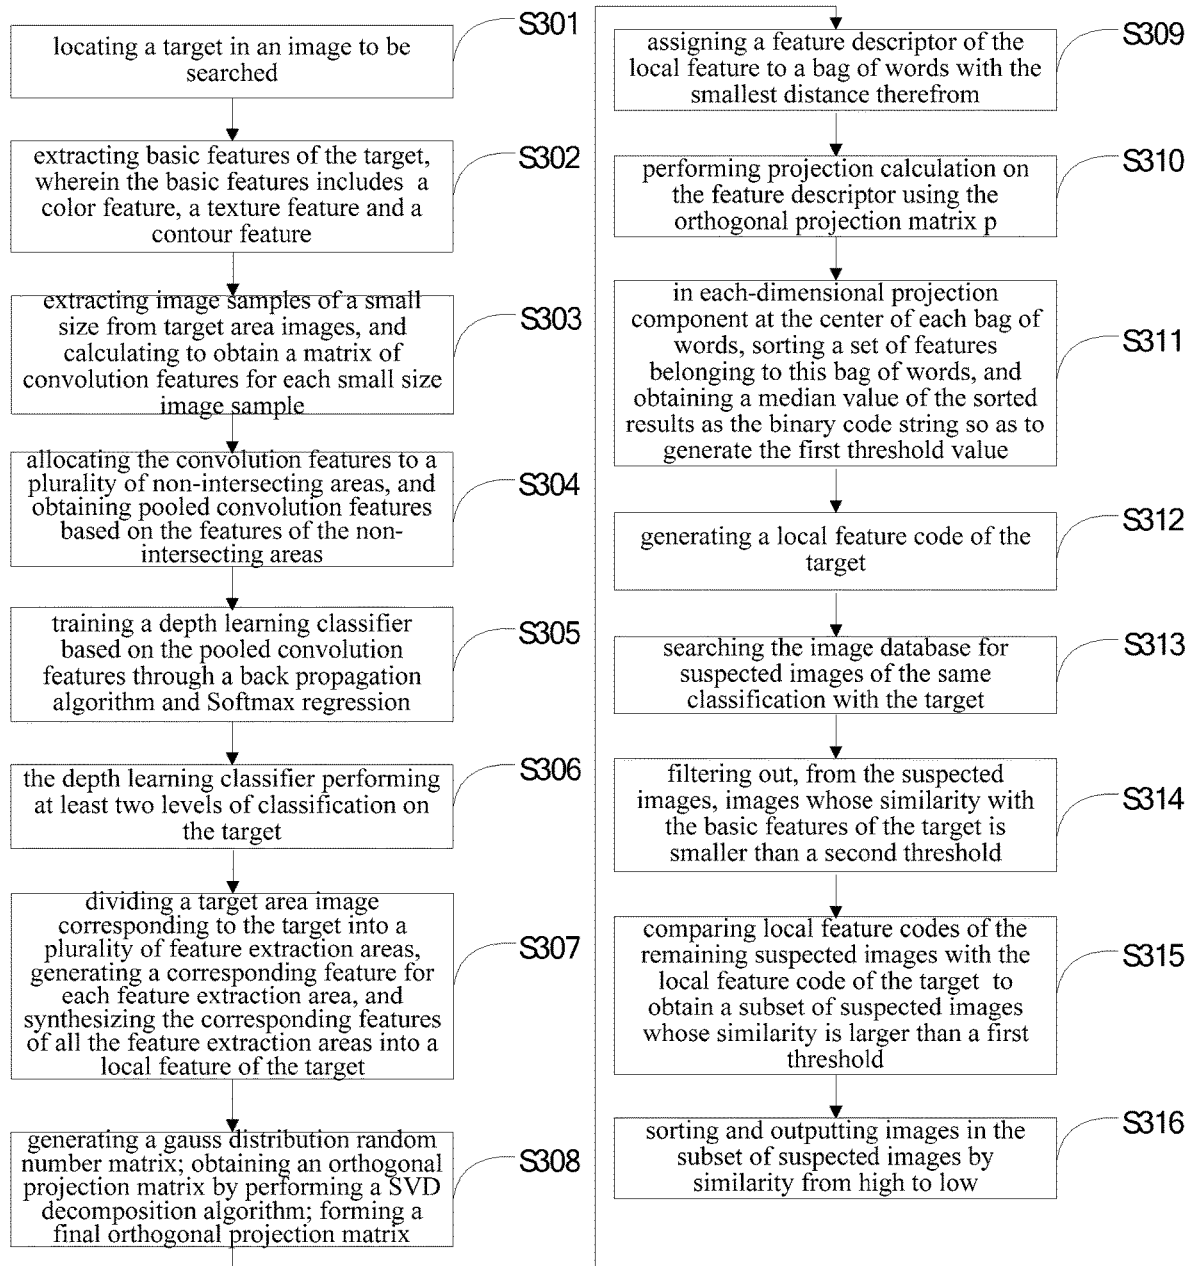 locating a target in an image to be
searched
S301
extracting basic features of the target,
wherein the basic features includes a
color feature, a texture feature and a
contour feature
S302
extracting image samples of a small
size from target area images, and
calculating to obtain a matrix of
convolution features for each small size
image sample
S303
allocating the convolution features to a
plurality of non-intersecting areas, and
obtaining pooled convolution features
based on the features of the non-
intersecting areas
S304
training a depth learning classifier
based on the pooled convolution
features through a back propagation
algorithm and Softmax regression
S305
the depth learning classifier performing
at least two levels of classification on
the target
S306
dividing a target area image
corresponding to the target into a
plurality of feature extraction areas,
generating a corresponding feature for
each feature extraction area, and
synthesizing the corresponding features
of all the feature extraction areas into a
local feature of the target
S307
generating a gauss distribution random
number matrix; obtaining an orthogonal
projection matrix by performing a SVD
decomposition algorithm; forming a
final orthogonal projection matrix
S308
assigning a feature descriptor of the
local feature to a bag of words with the
smallest distance therefrom
S309
performing projection calculation on
the feature descriptor using the
orthogonal projection matrix p
S310
in each-dimensional projection
component at the center of each bag of
words, sorting a set of features
belonging to this bag of words, and
obtaining a median value of the sorted
results as the binary code string so as to
generate the first threshold value
S311
generating a local feature code of the
target
S312
searching the image database for
suspected images of the same
classification with the target
S313
filtering out, from the suspected
images, images whose similarity with
the basic features of the target is
smaller than a second threshold
S314
comparing local feature codes of the
remaining suspected images with the
local feature code of the target to
obtain a subset of suspected images
whose similarity is larger than a first
threshold
S315
sorting and outputting images in the
subset of suspected images by
similarity from high to low
S316